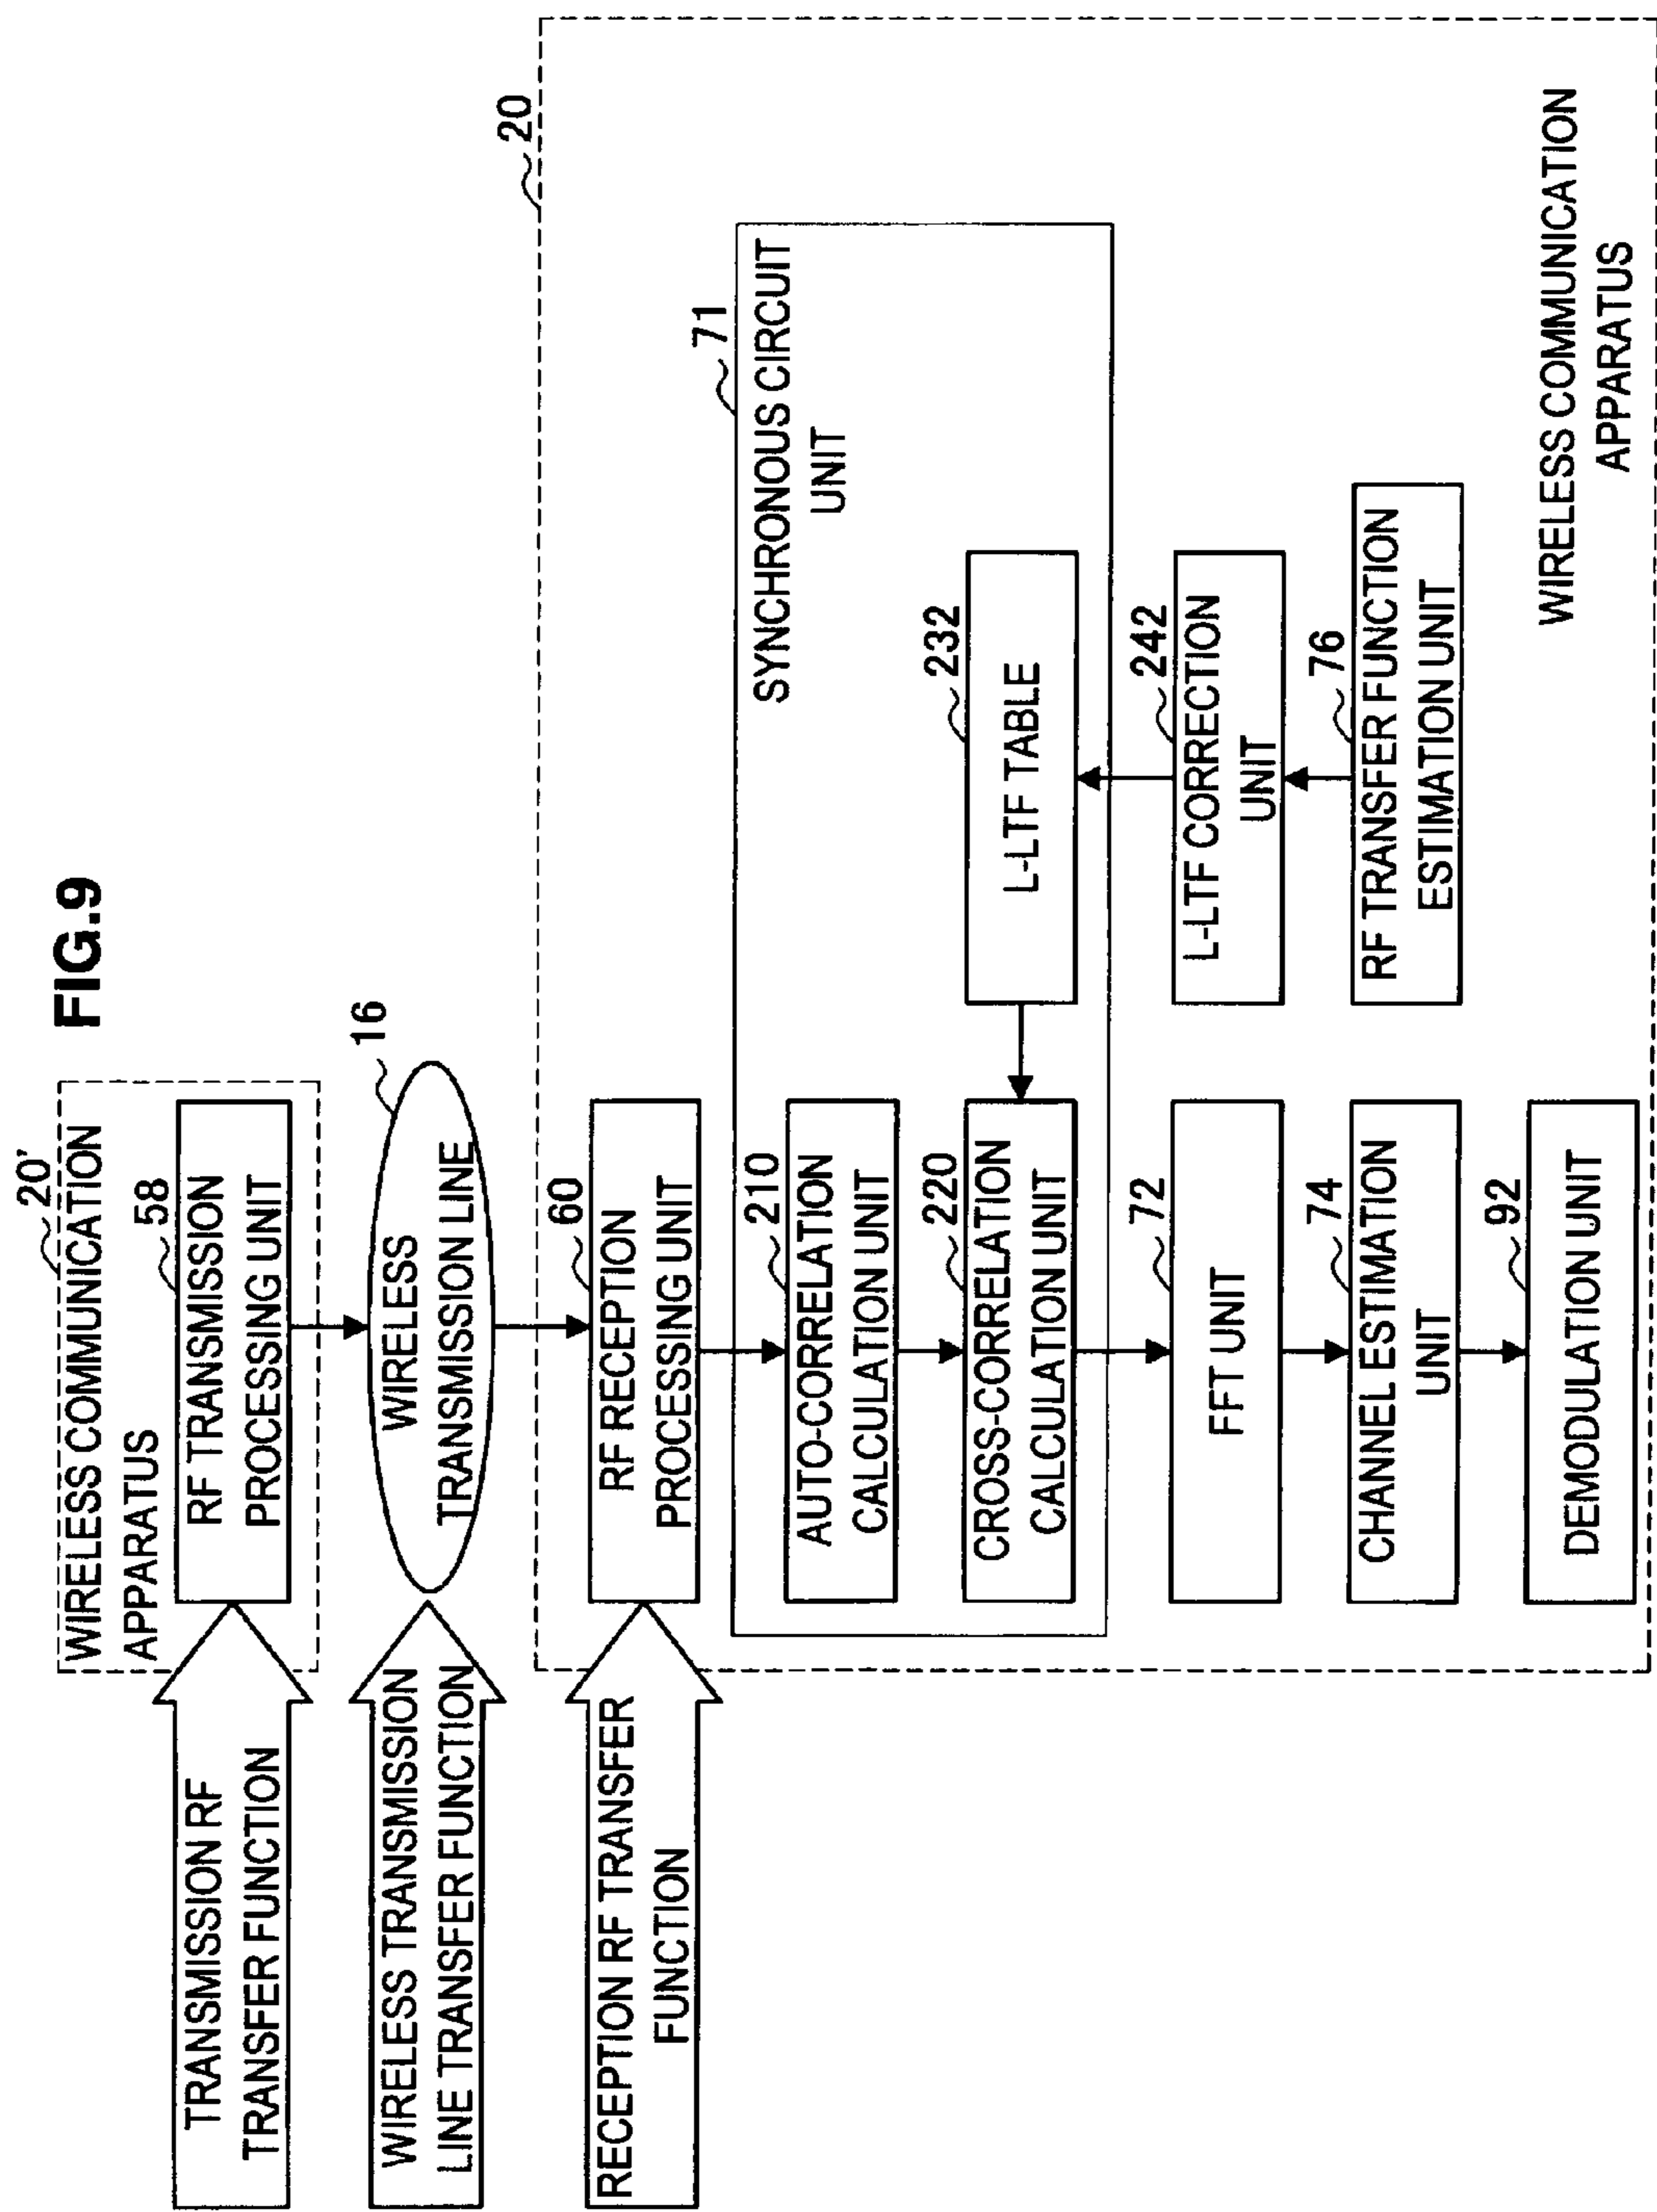 FIG.9
20'
WIRELESS COMMUNICATION
APPARATUS
58
RF TRANSMISSION
PROCESSING UNIT
TRANSMISSION RF
TRANSFER FUNCTION
16
WIRELESS
TRANSMISSION LINE
WIRELESS TRANSMISSION
LINE TRANSFER FUNCTION
20
60
RF RECEPTION
PROCESSING UNIT
RECEPTION RF TRANSFER
FUNCTION
71
SYNCHRONOUS CIRCUIT
UNIT
210
AUTO-CORRELATION
CALCULATION UNIT
220
CROSS-CORRELATION
CALCULATION UNIT
232
L-LTF TABLE
72
FFT UNIT
242
L-LTF CORRECTION
UNIT
74
CHANNEL ESTIMATION
UNIT
76
RF TRANSFER FUNCTION
ESTIMATION UNIT
92
DEMODULATION UNIT
WIRELESS COMMUNICATION
APPARATUS